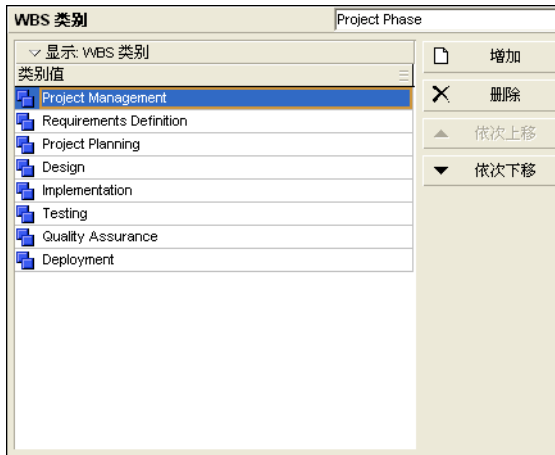 WBS 类别 Project Phase
显示: WBS 类别
类别值
Project Management
Requirements Definition
Project Planning
Design
Implementation
Testing
Quality Assurance
Deployment
增加
删除
依次上移
依次下移